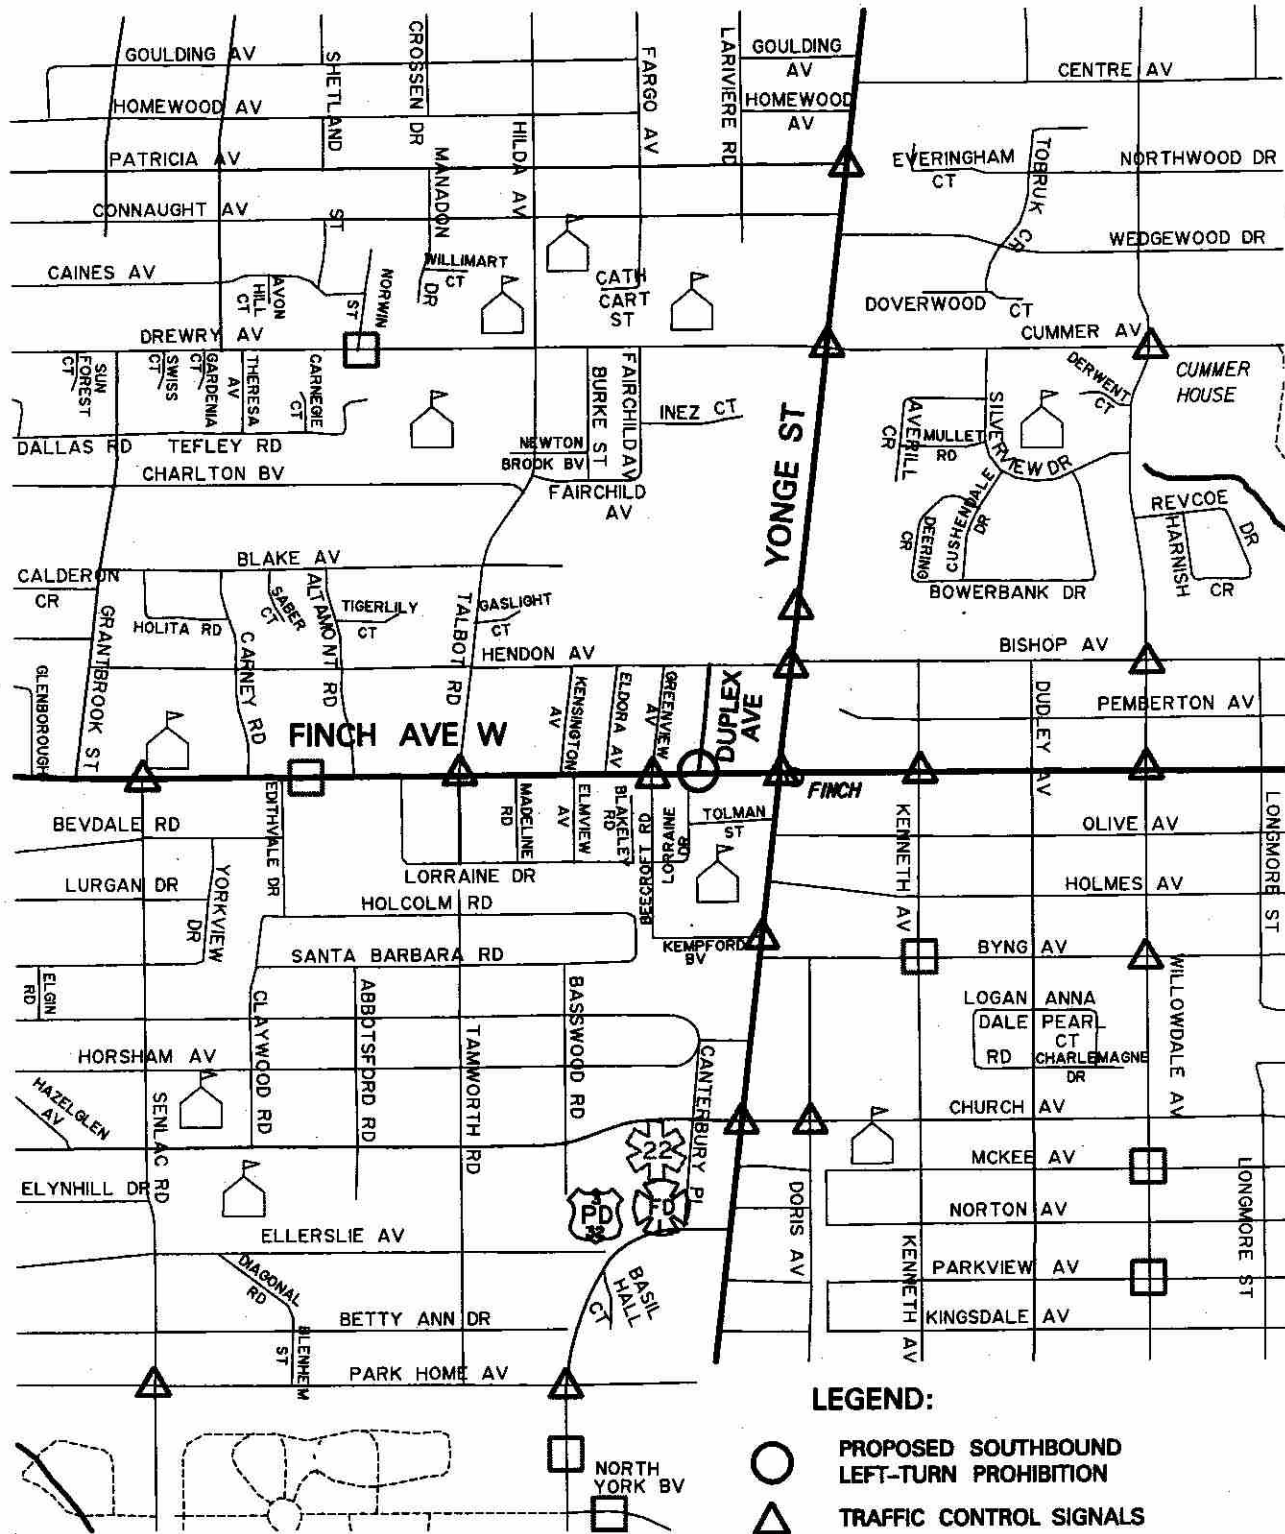 GOULDING AV
SHETLAND
ST
CROSSEN DR
FARGO AV
LARIVIERE RD
GOULDING
AV
CENTRE AV
HOMEWOOD AV
HOMEWOOD
AV
HILDA AV
PATRICIA AV
MANADON
DR
EVERINGHAM
CT
TOBRUK
CR
NORTHWOOD DR
CONNAUGHT AV
WEDGEWOOD DR
CAINES AV
AVON
HILL
CT
NORWIN
ST
WILLIMART
CT
CATH
CART
ST
DOVERWOOD CT
DREWRY AV
CUMMER AV
SUN
FOREST
CT
SWISS
CT
GARDENIA
CT
THERESA
AV
CARNEGIE
CT
BURKE ST
FAIRCHILD AV
INEZ CT
YONGE ST
DERWENT
CT
CUMMER
HOUSE
AVERILL
CR
MULLET
RD
SILVERVIEW DR
DALLAS RD
TEFLEY RD
NEWTON
BROOK BV
CHARLTON BV
FAIRCHILD
AV
DEERING
CR
CUSHENDALE
DR
REVCOE
DR
HARNISH
CR
BLAKE AV
CALDERON
CR
SABER
CT
ALTAMONT RD
TIGERLILY
CT
TALBOT RD
GASLIGHT
CT
BOWERBANK DR
GRANTBROOK ST
HOLITA RD
CARNEY RD
HENDON AV
BISHOP AV
GLENBOROUGH
KENSINGTON
AV
ELDORA AV
GREENVIEW
AV
DUPLEX
AVE
DUDLEY AV
PEMBERTON AV
FINCH AVE W
FINCH
BEVDALE RD
EDITHVALE DR
MADELINE
RD
ELMVIEW
AV
BLAKELEY
RD
BEECROFT RD
LORRAINE
DR
TOLMAN
ST
KENNETH AV
OLIVE AV
LONGMORE ST
LURGAN DR
YORKVIEW
DR
LORRAINE DR
HOLMES AV
HOLCOLM RD
SANTA BARBARA RD
KEMPFORD
BV
BYNG AV
ELGIN
RD
CLAYWOOD RD
ABBOTSFORD RD
TAMWORTH RD
BASSWOOD RD
LOGAN
DALE
RD
ANNA
PEARL
CT
CHARLEMAGNE
DR
WILLOWDALE AV
HORSHAM AV
CANTERBURY PL
HAZELGLEN
AV
SENLAC RD
CHURCH AV
22
MCKEE AV
ELYNHILL DR
PD
FD
DORIS AV
NORTON AV
LONGMORE ST
ELLERSLIE AV
DIAGONAL
RD
BASIL
HALL
CT
KENNETH AV
PARKVIEW AV
BETTY ANN DR
KINGSDALE AV
BLENHEIM
ST
PARK HOME AV
LEGEND:
PROPOSED SOUTHBOUND
LEFT-TURN PROHIBITION
NORTH
YORK BV
TRAFFIC CONTROL SIGNALS